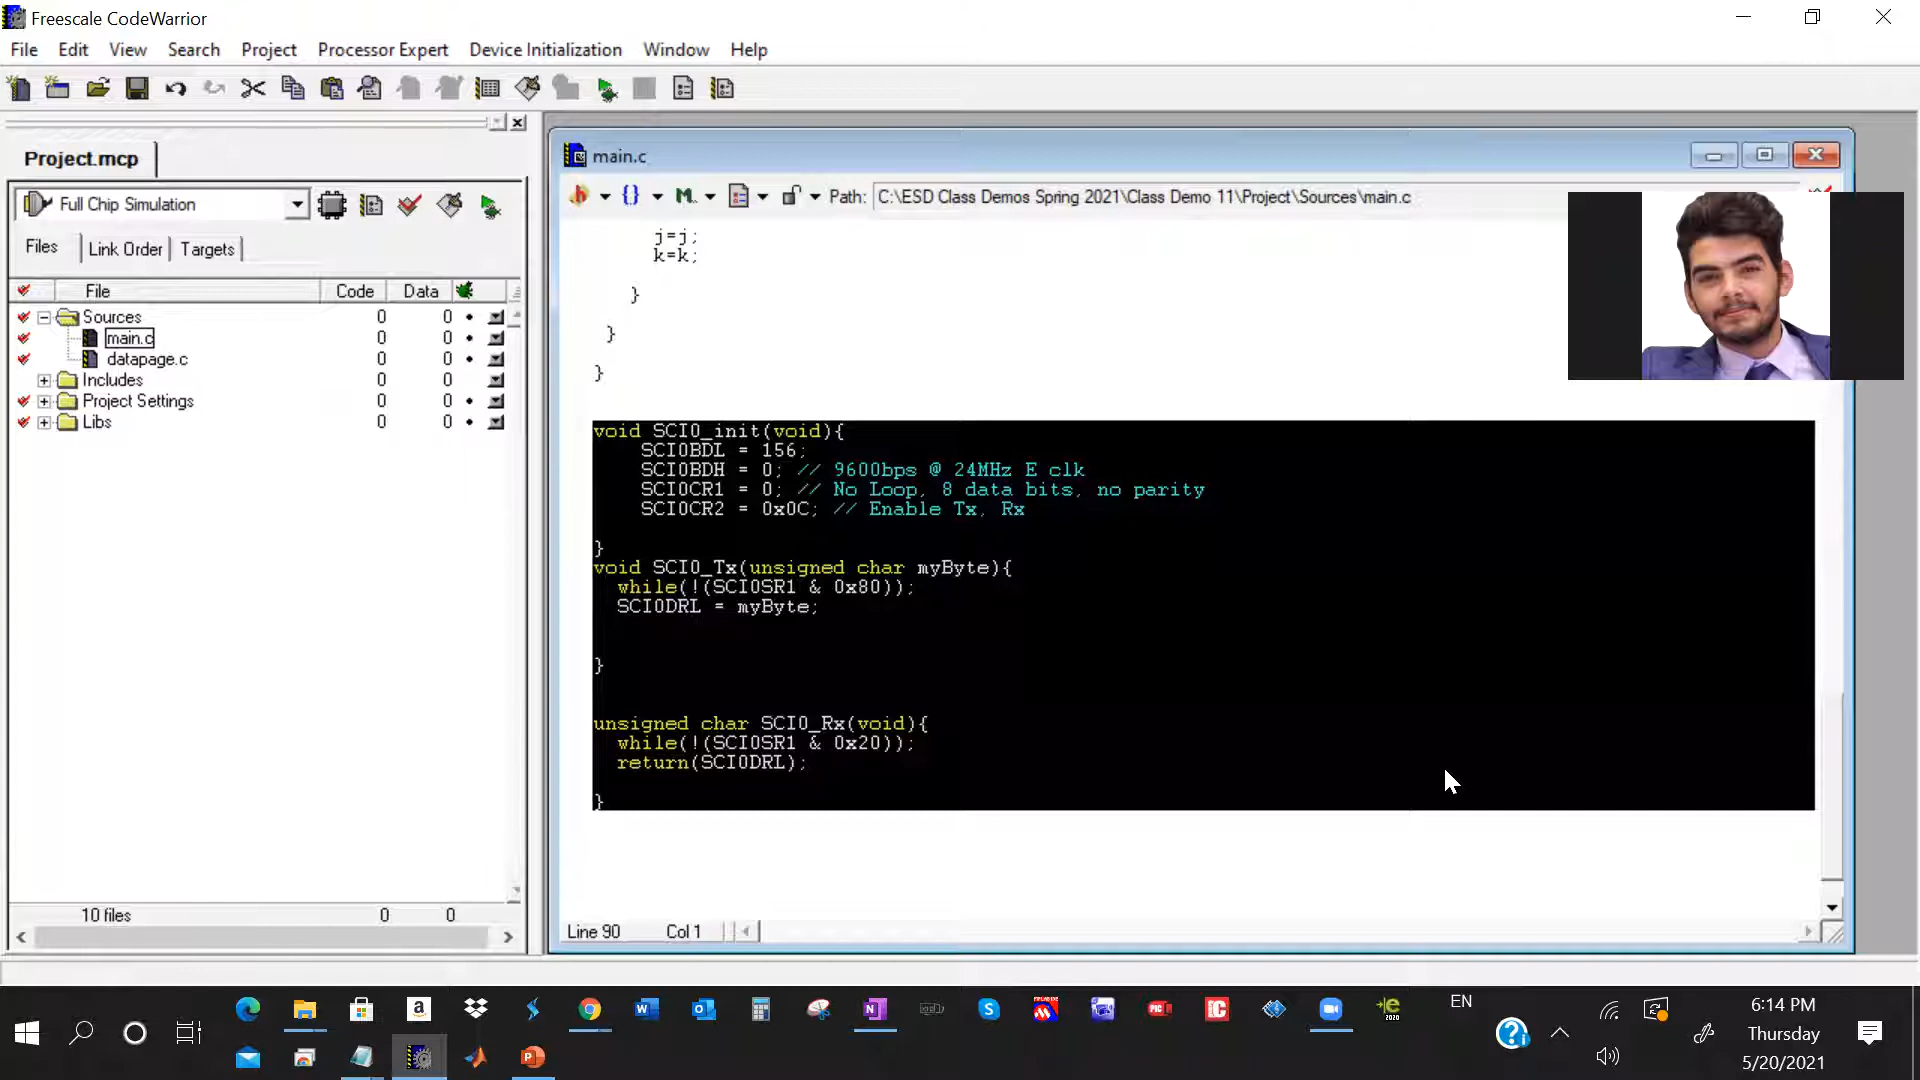 Freescale CodeWarrior
File Edit View Search Project Processor Expert Device Initialization Window Help
Project.mcp
Full Chip Simulation
Files Link Order Targets
File Code Data
Sources 0 0
main.c 0 0
datapage.c 0 0
Includes 0 0
Project Settings 0 0
Libs 0 0
10 files 0 0
main.c
Path: C:\ESD Class Demos Spring 2021\Class Demo 11\Project\Sources\main.c
j=j;
k=k;
}
}
}
void SCI0_init(void){
SCI0BDL = 156;
SCI0BDH = 0; // 9600bps @ 24MHz E clk
SCI0CR1 = 0; // No Loop, 8 data bits, no parity
SCI0CR2 = 0x0C; // Enable Tx, Rx
}
void SCI0_Tx(unsigned char myByte){
while(!(SCI0SR1 & 0x80));
SCI0DRL = myByte;
}
unsigned char SCI0_Rx(void){
while(!(SCI0SR1 & 0x20));
return(SCI0DRL);
}
Line 90 Col 1
EN
6:14 PM
Thursday
5/20/2021